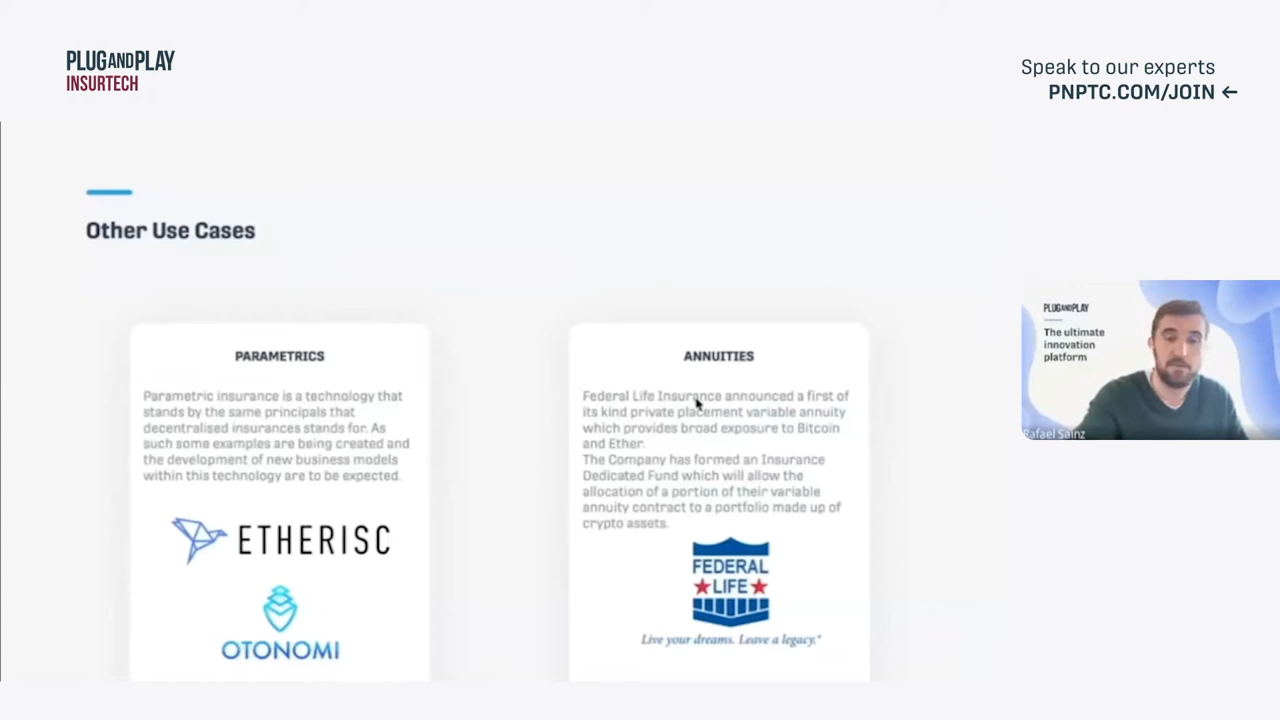 PLUGANDPLAY
INSURTECH
Speak to our experts
PNPTC.COM/JOIN ←
Other Use Cases
PARAMETRICS
Parametric insurance is a technology that
stands by the same principals that
decentralised insurances stands for. As
such some examples are being created and
the development of new business models
within this technology are to be expected.
ETHERISC
OTONOMI
ANNUITIES
Federal Life Insurance announced a first of
its kind private placement variable annuity
which provides broad exposure to Bitcoin
and Ether.
The Company has formed an Insurance
Dedicated Fund which will allow the
allocation of a portion of their variable
annuity contract to a portfolio made up of
crypto assets.
FEDERAL
LIFE
Live your dreams. Leave a legacy.®
PLUGANDPLAY
The ultimate
innovation
platform
Rafael Sainz